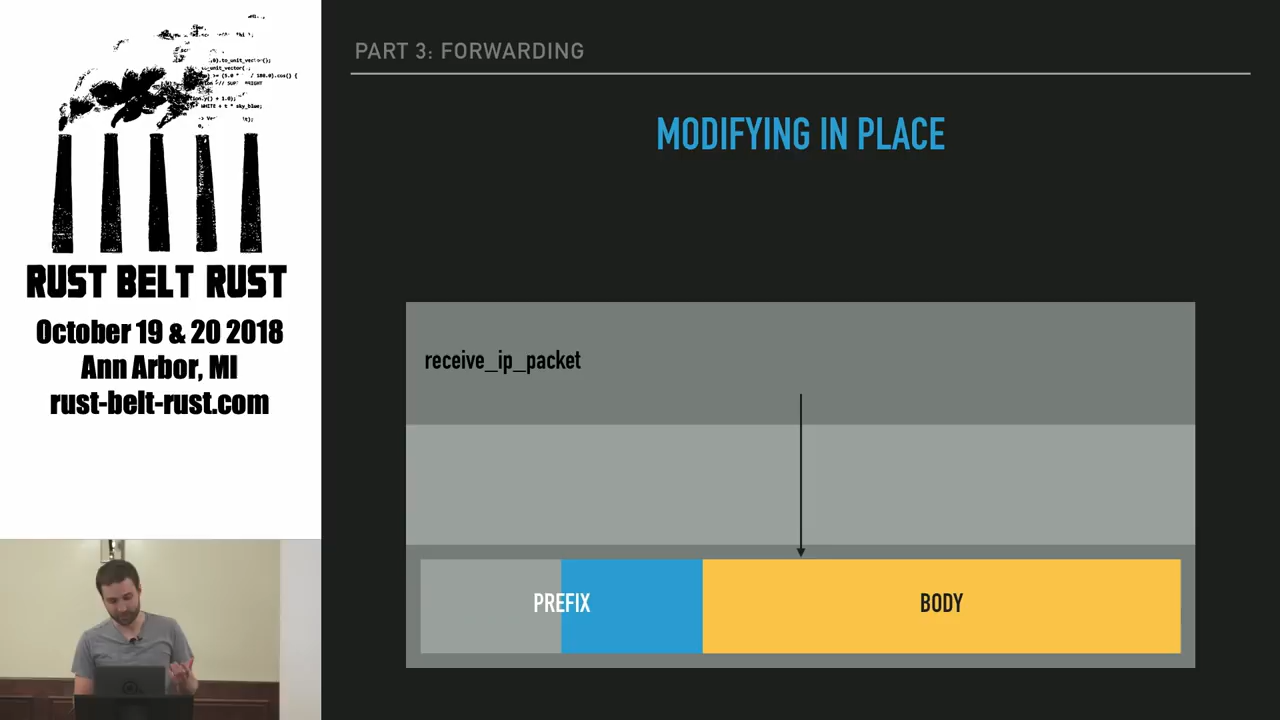 PART 3: FORWARDING
MODIFYING IN PLACE
receive_ip_packet
PREFIX
BODY
RUST BELT RUST
October 19 & 20 2018
Ann Arbor, MI
rust-belt-rust.com